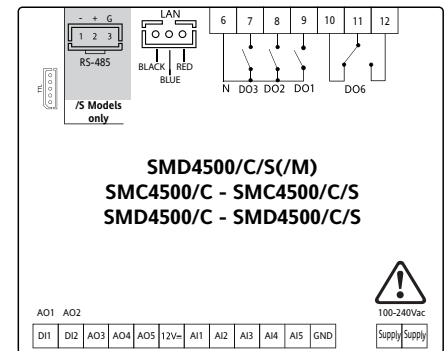 - + G
1 2 3
RS-485
TTL
/S Models
only
LAN
BLACK RED
BLUE
6 7 8 9 10 11 12
N DO3 DO2 DO1 DO6
SMD4500/C/S(/M)
SMC4500/C - SMC4500/C/S
SMD4500/C - SMD4500/C/S
100-240Vac
AO1 AO2
DI1 DI2 AO3 AO4 AO5 12V= AI1 AI2 AI3 AI4 AI5 GND Supply Supply